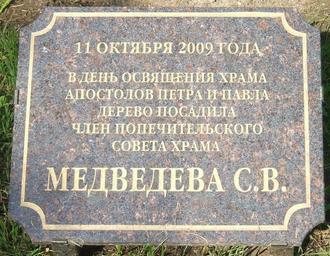 11 ОКТЯБРЯ 2009 ГОДА
В ДЕНЬ ОСВЯЩЕНИЯ ХРАМА
АПОСТОЛОВ ПЕТРА И ПАВЛА
ДЕРЕВО ПОСАДИЛА
ЧЛЕН ПОПЕЧИТЕЛЬСКОГО
СОВЕТА ХРАМА
МЕДВЕДЕВА С.В.